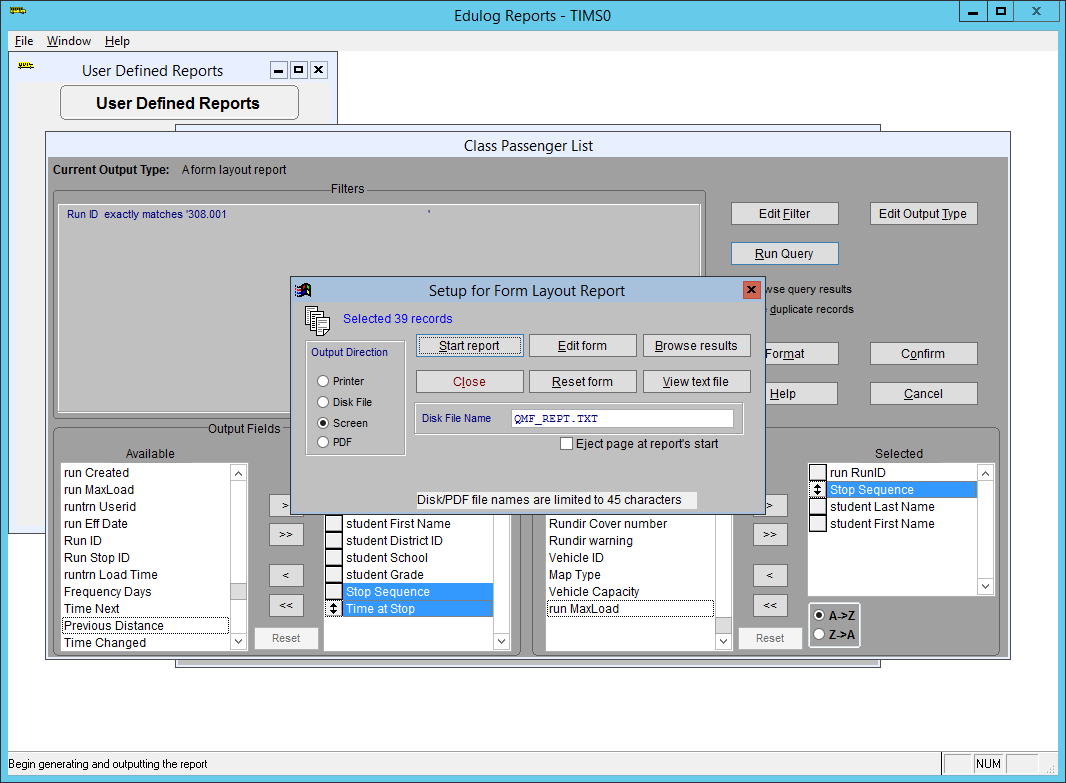 Edulog Reports - TIMS0
File Window Help
User Defined Reports
User Defined Reports
Class Passenger List
Current Output Type: A form layout report
Filters
Run ID exactly matches '308.001 '
Edit Filter
Edit Output Type
Run Query
query results
duplicate records
Format
Confirm
Help
Cancel
Setup for Form Layout Report
Selected 39 records
Output Direction
Printer
Disk File
Screen
PDF
Start report
Edit form
Browse results
Close
Reset form
View text file
Disk File Name QMF_REPT.TXT
Eject page at report's start
Disk/PDF file names are limited to 45 characters
Output Fields
Available
run Created
run MaxLoad
runtrn Userid
run Eff Date
Run ID
Run Stop ID
runtrn Load Time
Frequency Days
Time Next
Previous Distance
Time Changed
>
>>
<
<<
Reset
student First Name
student District ID
student School
student Grade
Stop Sequence
Time at Stop
Rundir Cover number
Rundir warning
Vehicle ID
Map Type
Vehicle Capacity
run MaxLoad
>
>>
<
<<
Reset
Selected
run RunID
Stop Sequence
student Last Name
student First Name
A->Z
Z->A
Begin generating and outputting the report
NUM